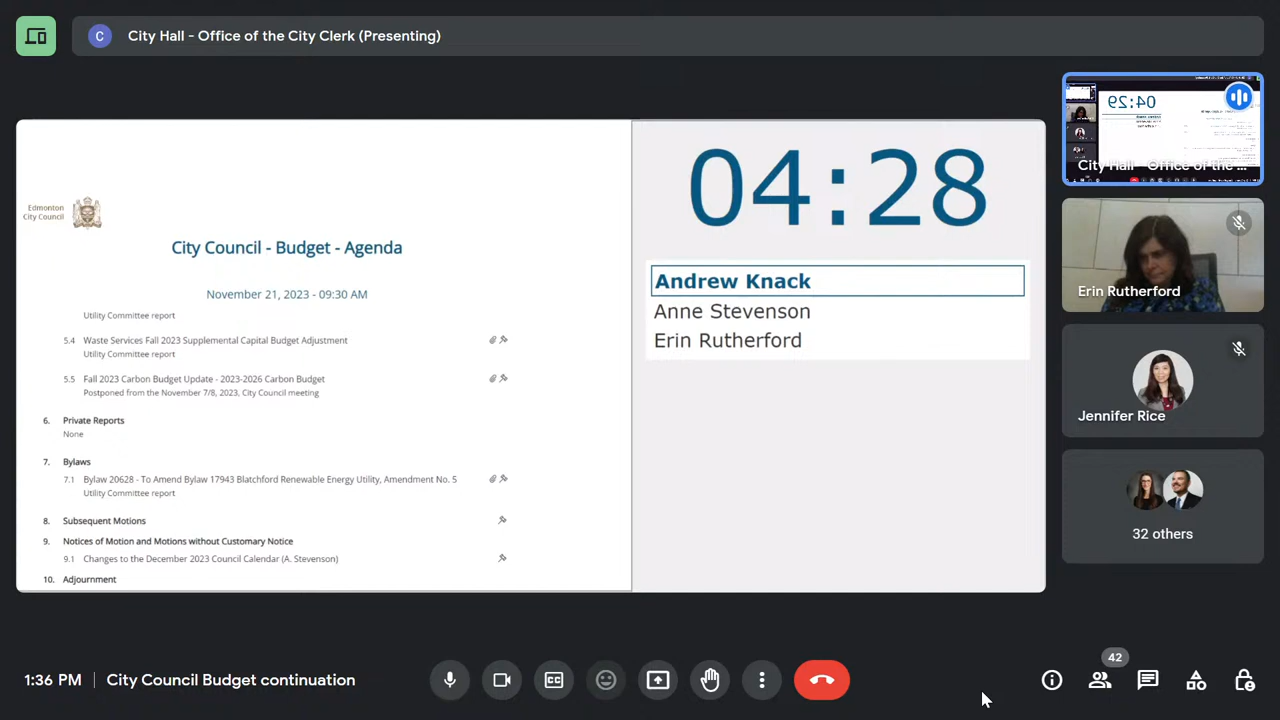 C City Hall - Office of the City Clerk (Presenting)
Edmonton
City Council
City Council - Budget - Agenda
November 21, 2023 - 09:30 AM
Utility Committee report
5.4 Waste Services Fall 2023 Supplemental Capital Budget Adjustment
Utility Committee report
5.5 Fall 2023 Carbon Budget Update - 2023-2026 Carbon Budget
Postponed from the November 7/8, 2023, City Council meeting
6. Private Reports
None
7. Bylaws
7.1 Bylaw 20628 - To Amend Bylaw 17943 Blatchford Renewable Energy Utility, Amendment No. 5
Utility Committee report
8. Subsequent Motions
9. Notices of Motion and Motions without Customary Notice
9.1 Changes to the December 2023 Council Calendar (A. Stevenson)
10. Adjournment
04:28
Andrew Knack
Anne Stevenson
Erin Rutherford
04:29
City Hall - Office of the ...
Erin Rutherford
Jennifer Rice
32 others
1:36 PM | City Council Budget continuation
CC
42